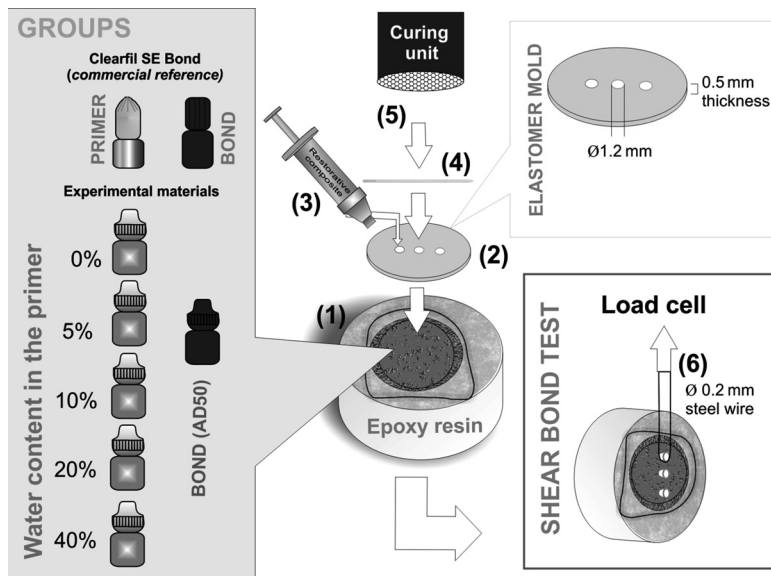 GROUPS
Clearfil SE Bond
(commercial reference)
PRIMER
BOND
Experimental materials
Water content in the primer
0%
5%
10%
20%
40%
BOND (AD50)
Curing
unit
(5)
(4)
Restorative
composite
(3)
(2)
(1)
Epoxy resin
ELASTOMER MOLD
0.5 mm
thickness
Ø1.2 mm
SHEAR BOND TEST
Load cell
(6)
Ø 0.2 mm
steel wire